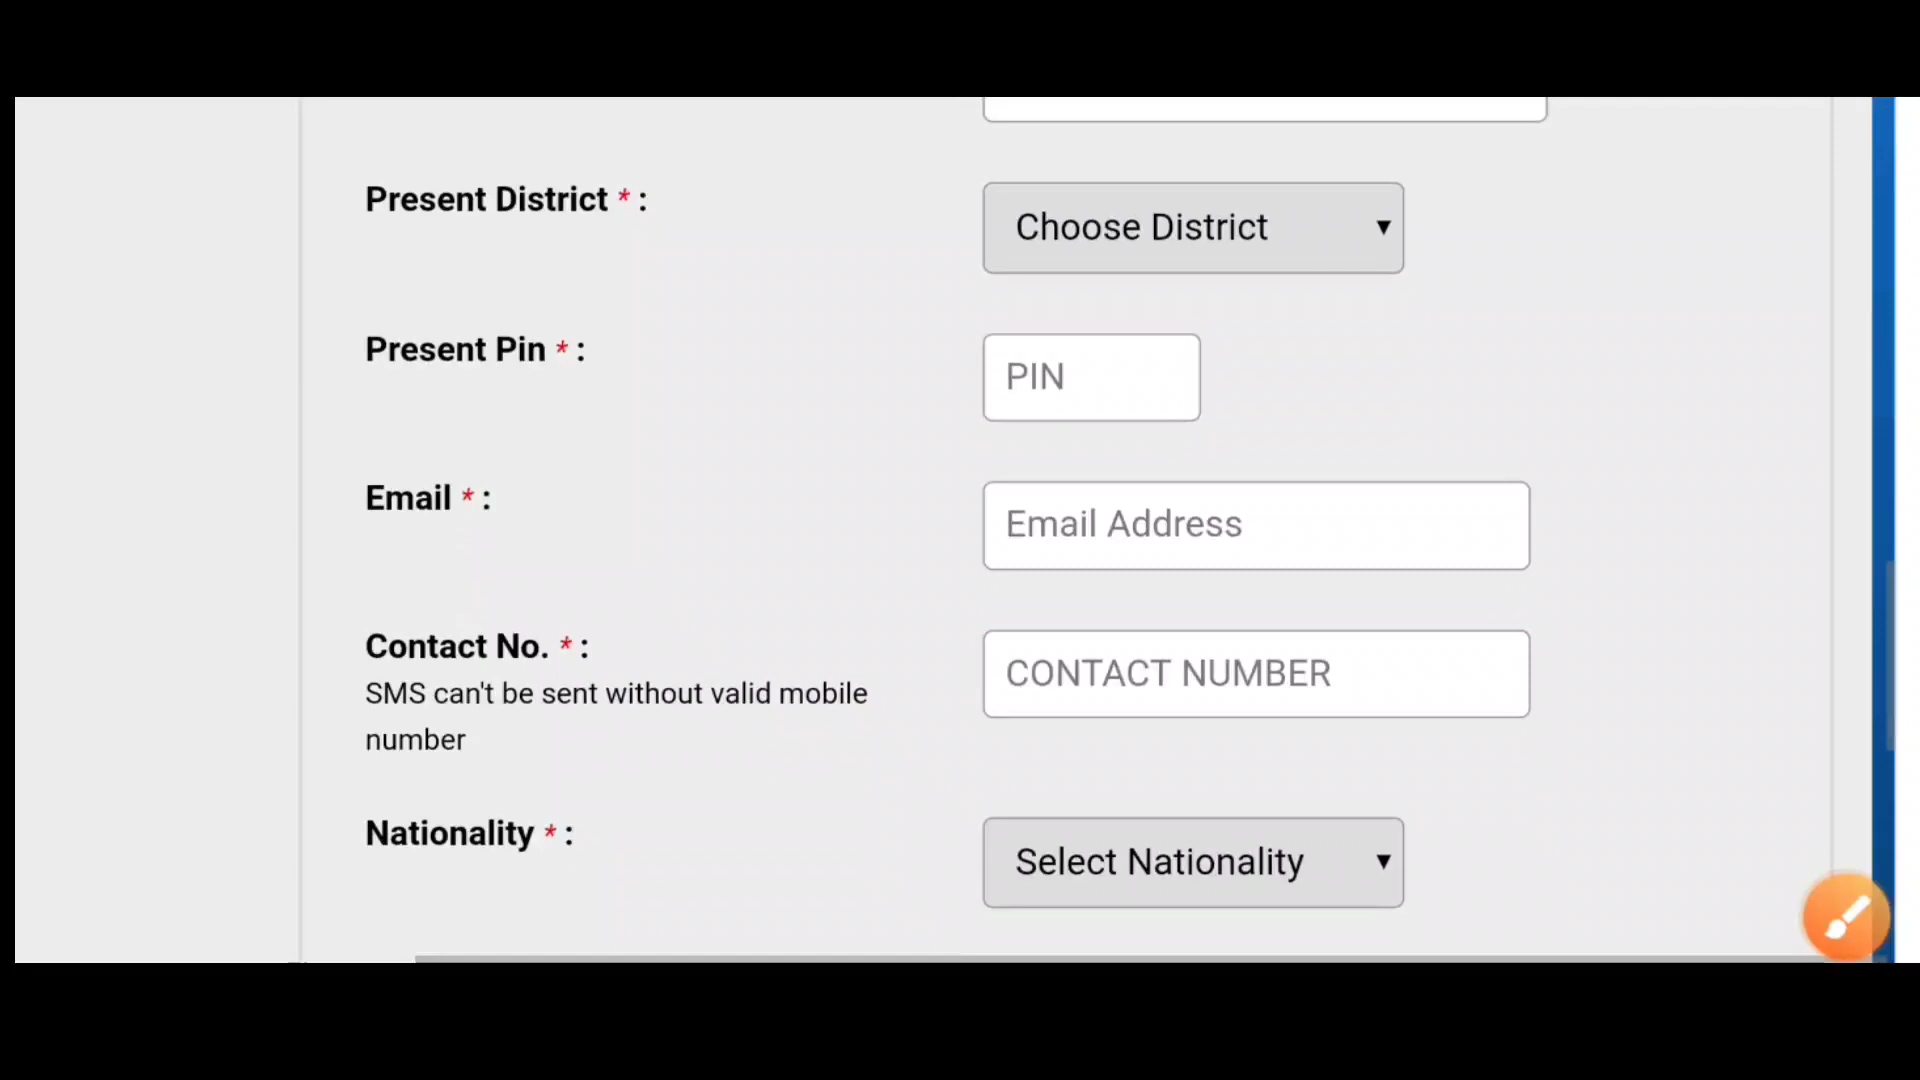 Present District * :
Choose District
Present Pin * :
PIN
Email * :
Email Address
Contact No. * :
CONTACT NUMBER
SMS can't be sent without valid mobile
number
Nationality * :
Select Nationality